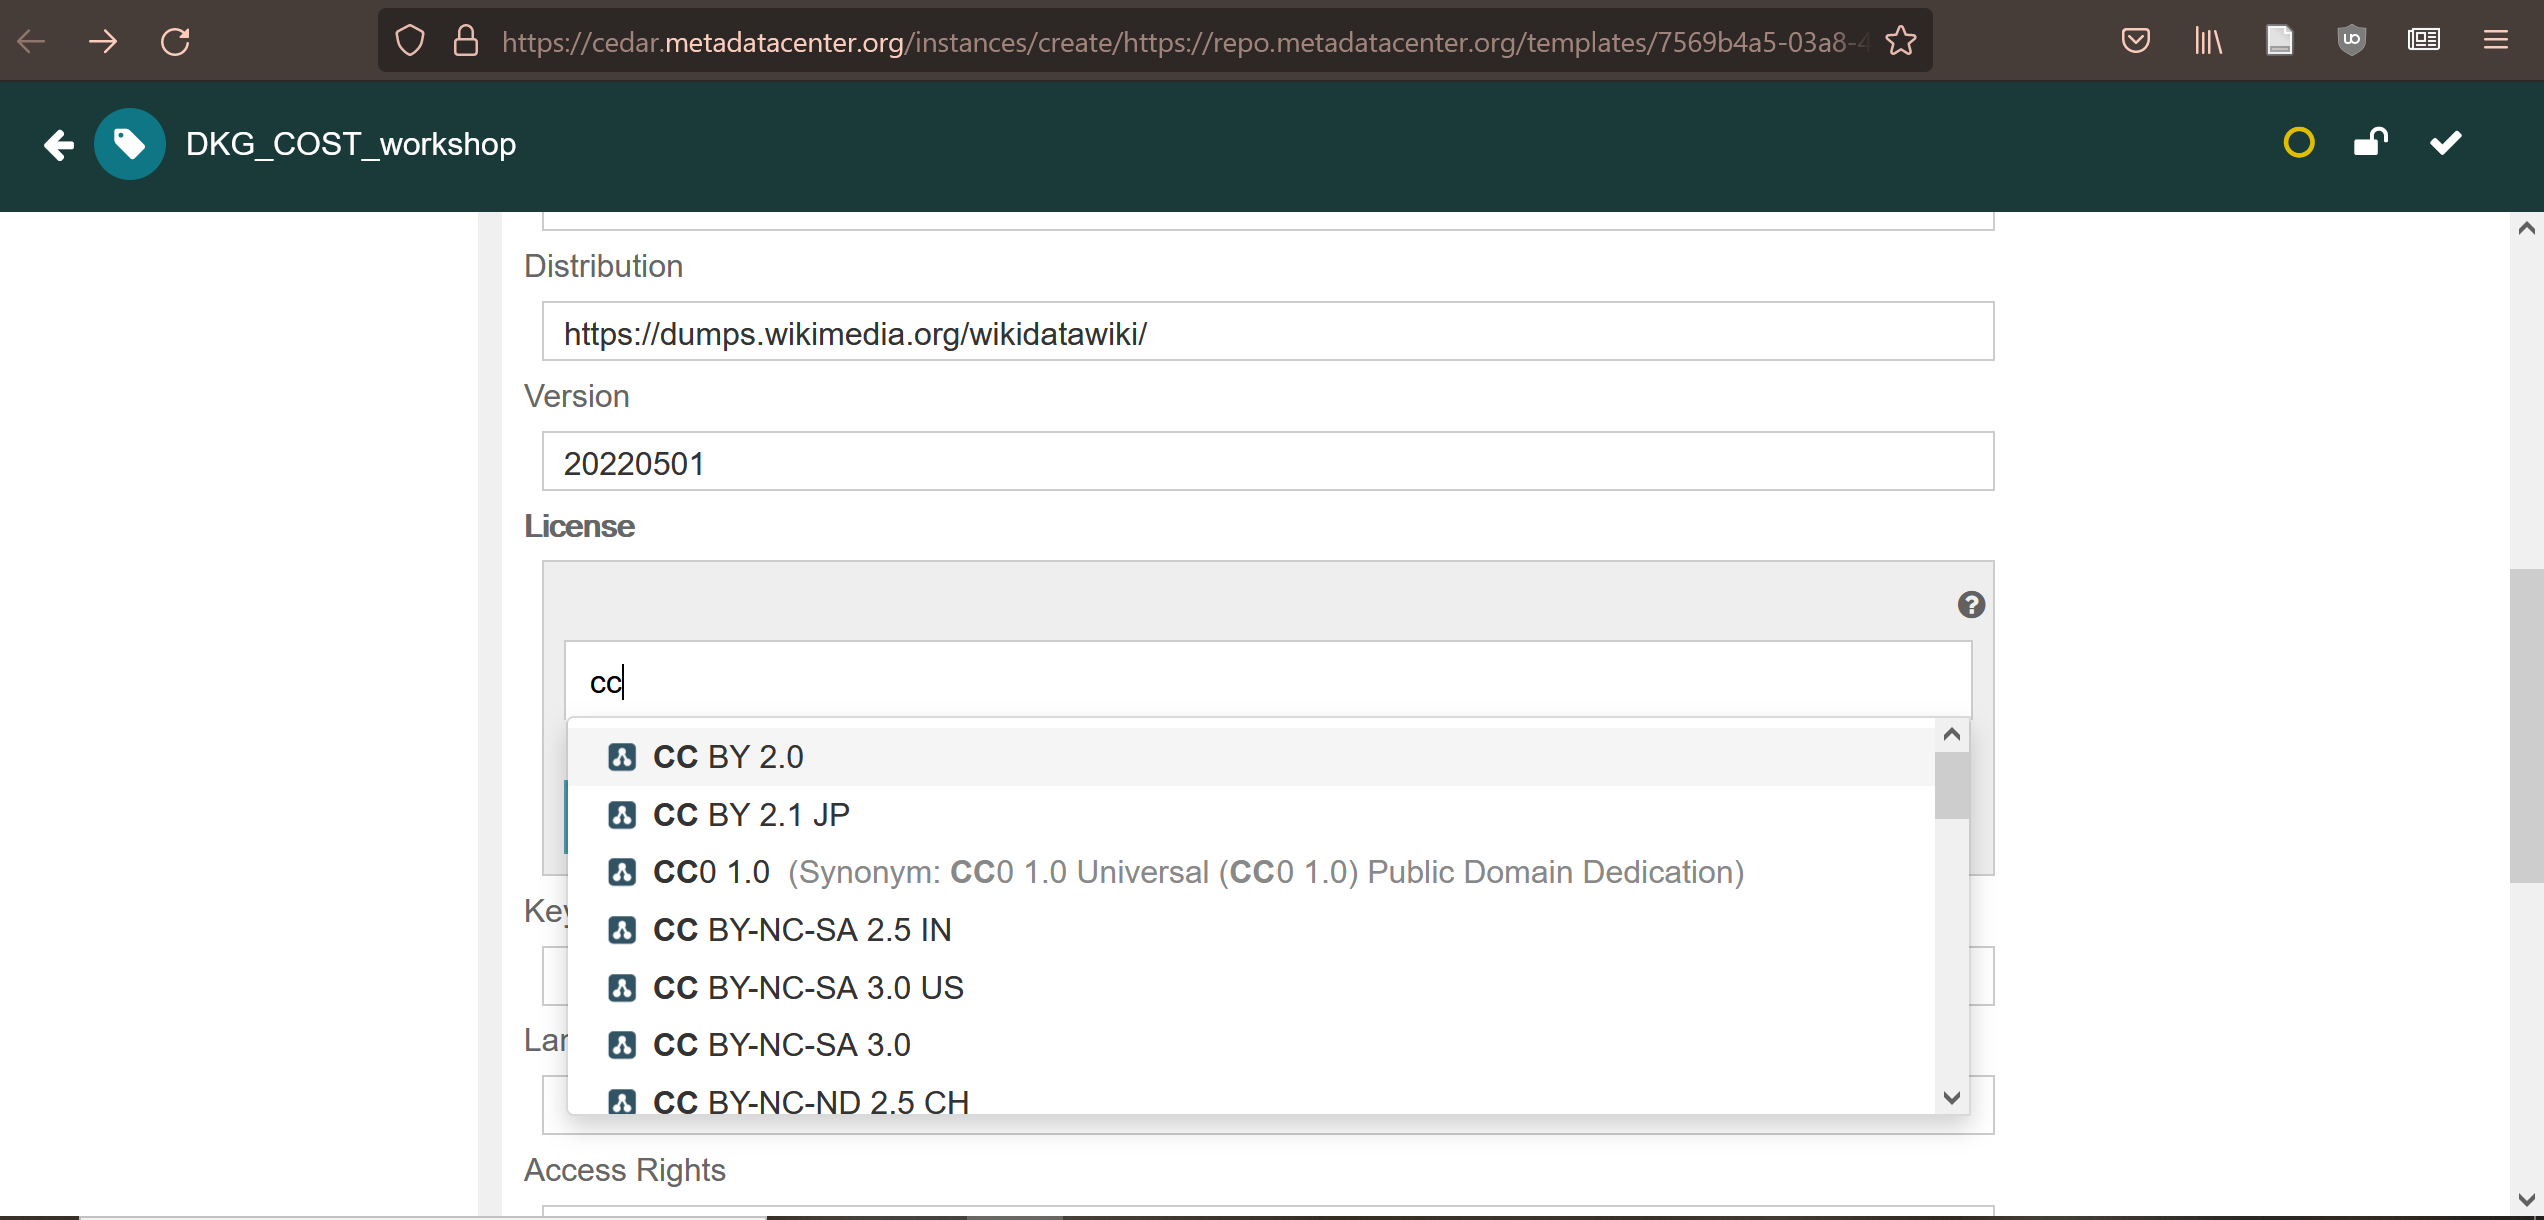 https://cedar.metadatacenter.org/instances/create/https://repo.metadatacenter.org/templates/7569b4a5-03a8-4
DKG_COST_workshop
Distribution
https://dumps.wikimedia.org/wikidatawiki/
Version
20220501
License
cc
CC BY 2.0
CC BY 2.1 JP
CC0 1.0 (Synonym: CC0 1.0 Universal (CC0 1.0) Public Domain Dedication)
Key
CC BY-NC-SA 2.5 IN
CC BY-NC-SA 3.0 US
Lan
CC BY-NC-SA 3.0
CC BY-NC-ND 2.5 CH
Access Rights